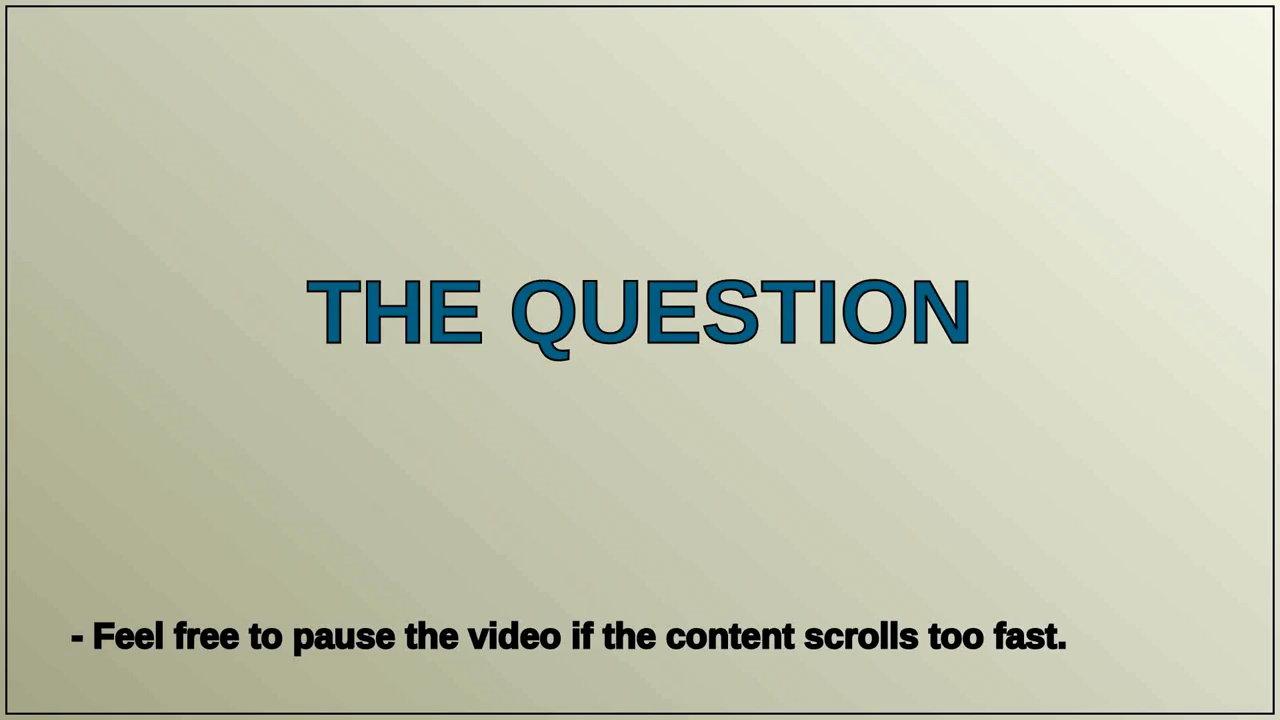 THE QUESTION
- Feel free to pause the video if the content scrolls too fast.